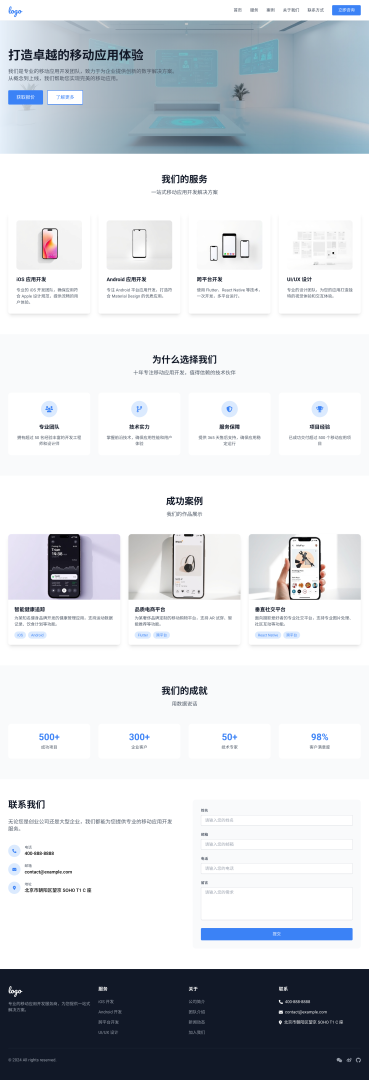 logo
首页 服务 案例 关于我们 联系方式 立即咨询
打造卓越的移动应用体验
我们是专业的移动应用开发团队，致力于为企业提供创新的数字解决方案。
从概念到上线，我们帮助您实现完美的移动应用。
获取报价 了解更多
我们的服务
一站式移动应用开发解决方案
iOS 应用开发
专业的 iOS 开发团队，确保应用符
合 Apple 设计规范，提供流畅的用
户体验。
Android 应用开发
专注 Android 平台应用开发，打造符
合 Material Design 的优质应用。
跨平台开发
使用 Flutter、React Native 等技术，
一次开发，多平台运行。
UI/UX 设计
专业的设计团队，为您的应用打造独
特的视觉体验和交互体验。
为什么选择我们
十年专注移动应用开发，值得信赖的技术伙伴
专业团队
拥有超过 50 名经验丰富的开发工程
师和设计师
技术实力
掌握前沿技术，确保应用性能和用户
体验
服务保障
提供 365 天售后支持，确保应用稳
定运行
项目经验
已成功交付超过 500 个移动应用项
目
成功案例
我们的作品展示
智能健康追踪
为某知名健康品牌开发的健康管理应用，支持运动数据
记录、饮食计划等功能。
iOS Android
品质电商平台
为某奢侈品牌定制的移动购物平台，支持 AR 试穿、智
能推荐等功能。
Flutter 跨平台
垂直社交平台
面向摄影爱好者的专业社交平台，支持专业图片处理、
社区互动等功能。
React Native 跨平台
我们的成就
用数据说话
500+
成功项目
300+
企业客户
50+
技术专家
98%
客户满意度
联系我们
无论您是创业公司还是大型企业，我们都能为您提供专业的移动应用开发
服务。
电话
400-888-8888
邮箱
contact@example.com
地址
北京市朝阳区望京 SOHO T1 C 座
姓名
请输入您的姓名
邮箱
请输入您的邮箱
电话
请输入您的电话
需求
请输入您的需求
提交
logo
专业的移动应用开发服务商，为您提供一站式
解决方案。
服务
iOS 开发
Android 开发
跨平台开发
UI/UX 设计
关于
公司简介
团队介绍
新闻动态
加入我们
联系
400-888-8888
contact@example.com
北京市朝阳区望京 SOHO T1 C 座
© 2024 All rights reserved